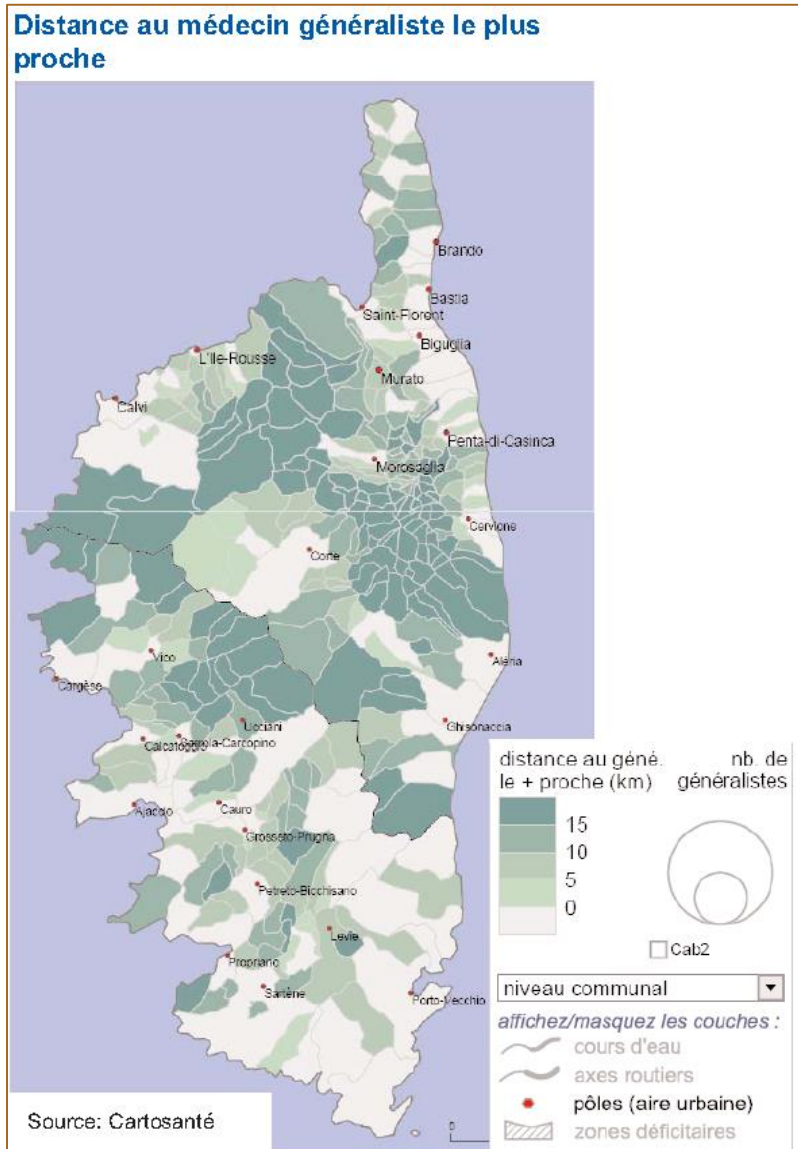 Distance au médecin généraliste le plus
proche
Brando
Bastia
Saint-Florent
Biguglia
L'Ile-Rousse
Murato
Calvi
Penta-di-Casinca
Morosaglia
Cervione
Corte
Vico
Aléria
Cargèse
Ucciani
Ghisonaccia
Calcatoggio
Sarrola-Carcopino
Ajaccio
Cauro
Grosseto-Prugna
Petreto-Bicchisano
Levie
Propriano
Sartène
Porto-Vecchio
distance au géné.
le + proche (km)
nb. de
généralistes
15
10
5
0
Cab2
niveau communal
affichez/masquez les couches :
cours d'eau
axes routiers
pôles (aire urbaine)
zones déficitaires
Source: Cartosanté
0